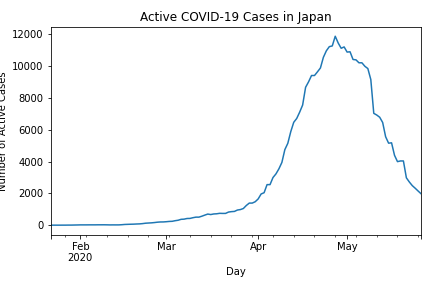 Active COVID-19 Cases in Japan
12000
10000
8000
6000
4000
2000
0
Number of Active Cases
Feb
2020
Mar
Apr
May
Day